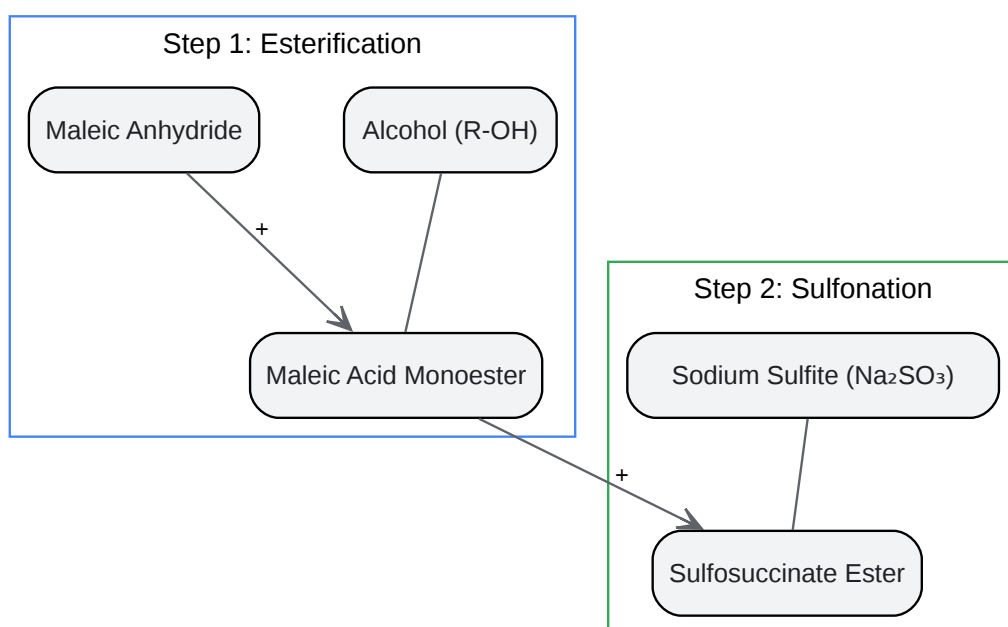 Step 1: Esterification
Maleic Anhydride
Alcohol (R-OH)
+
Maleic Acid Monoester
Step 2: Sulfonation
Sodium Sulfite (Na₂SO₃)
+
Sulfosuccinate Ester